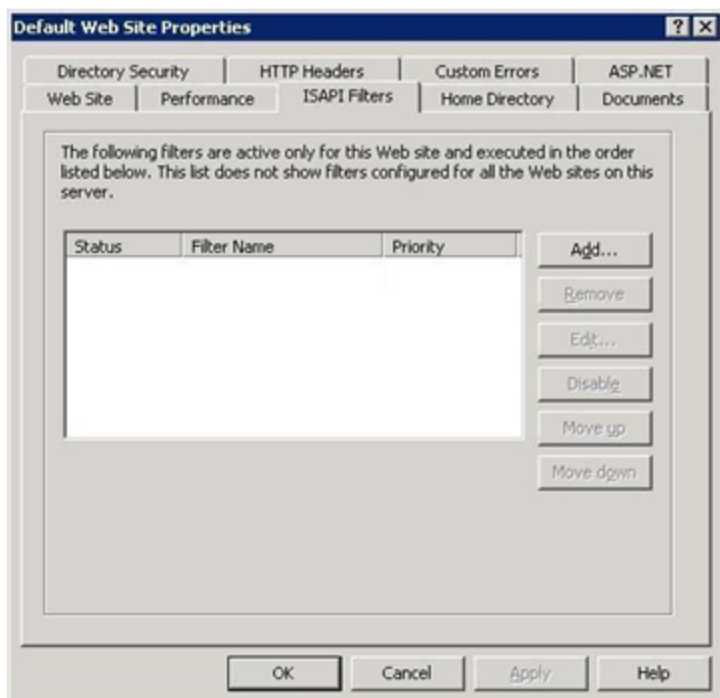 Default Web Site Properties
? X
Directory Security HTTP Headers Custom Errors ASP.NET
Web Site Performance ISAPI Filters Home Directory Documents
The following filters are active only for this Web site and executed in the order
listed below. This list does not show filters configured for all the Web sites on this
server.
Status Filter Name Priority
Add...
Remove
Edit...
Disable
Move up
Move down
OK Cancel Apply Help